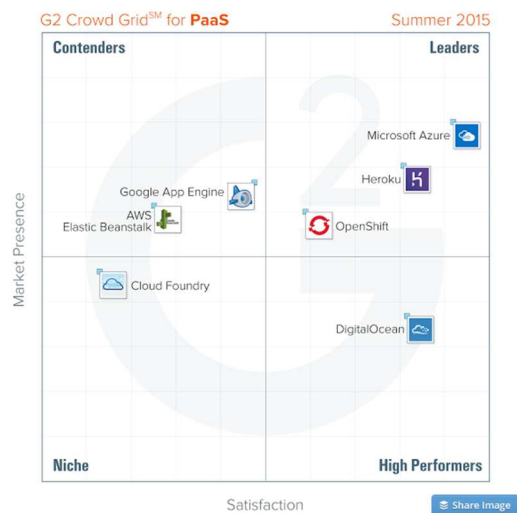 G2 Crowd Grid℠ for PaaS
Summer 2015
Contenders
Leaders
Microsoft Azure
Heroku
Google App Engine
AWS
Elastic Beanstalk
OpenShift
Cloud Foundry
DigitalOcean
Market Presence
Niche
High Performers
Satisfaction
Share Image